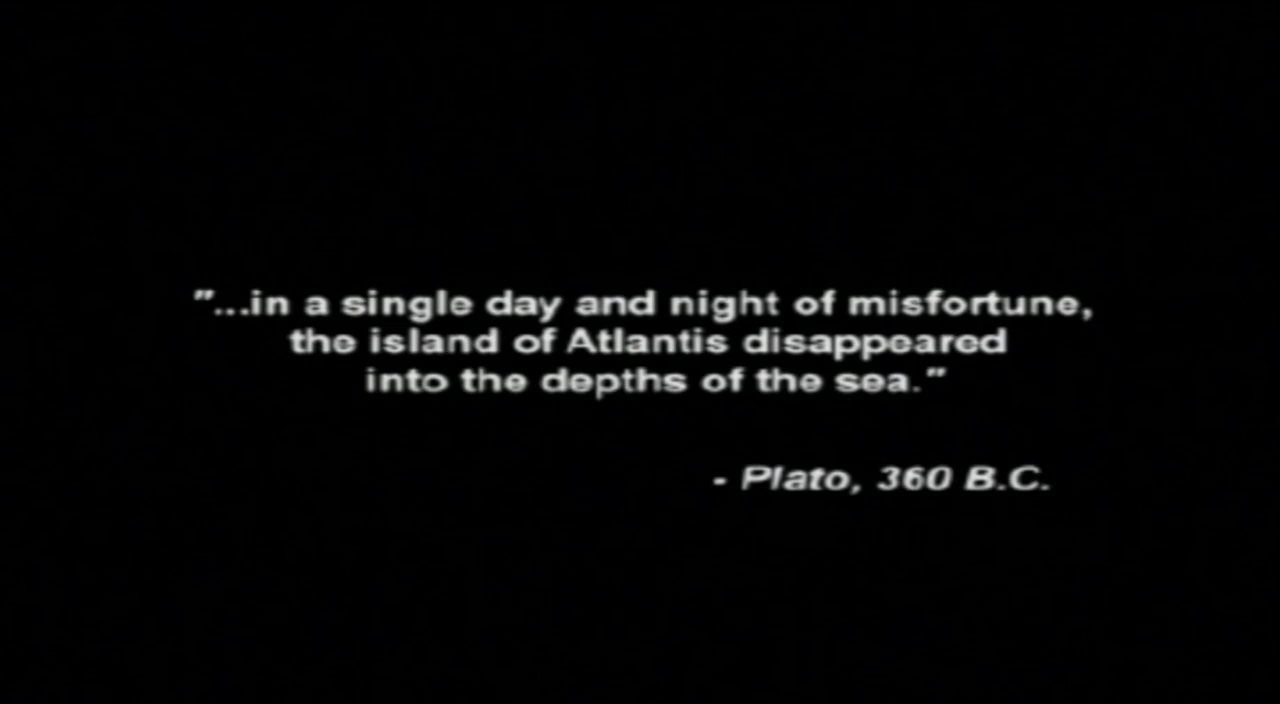 "...in a single day and night of misfortune,
the island of Atlantis disappeared
into the depths of the sea."
- Plato, 360 B.C.